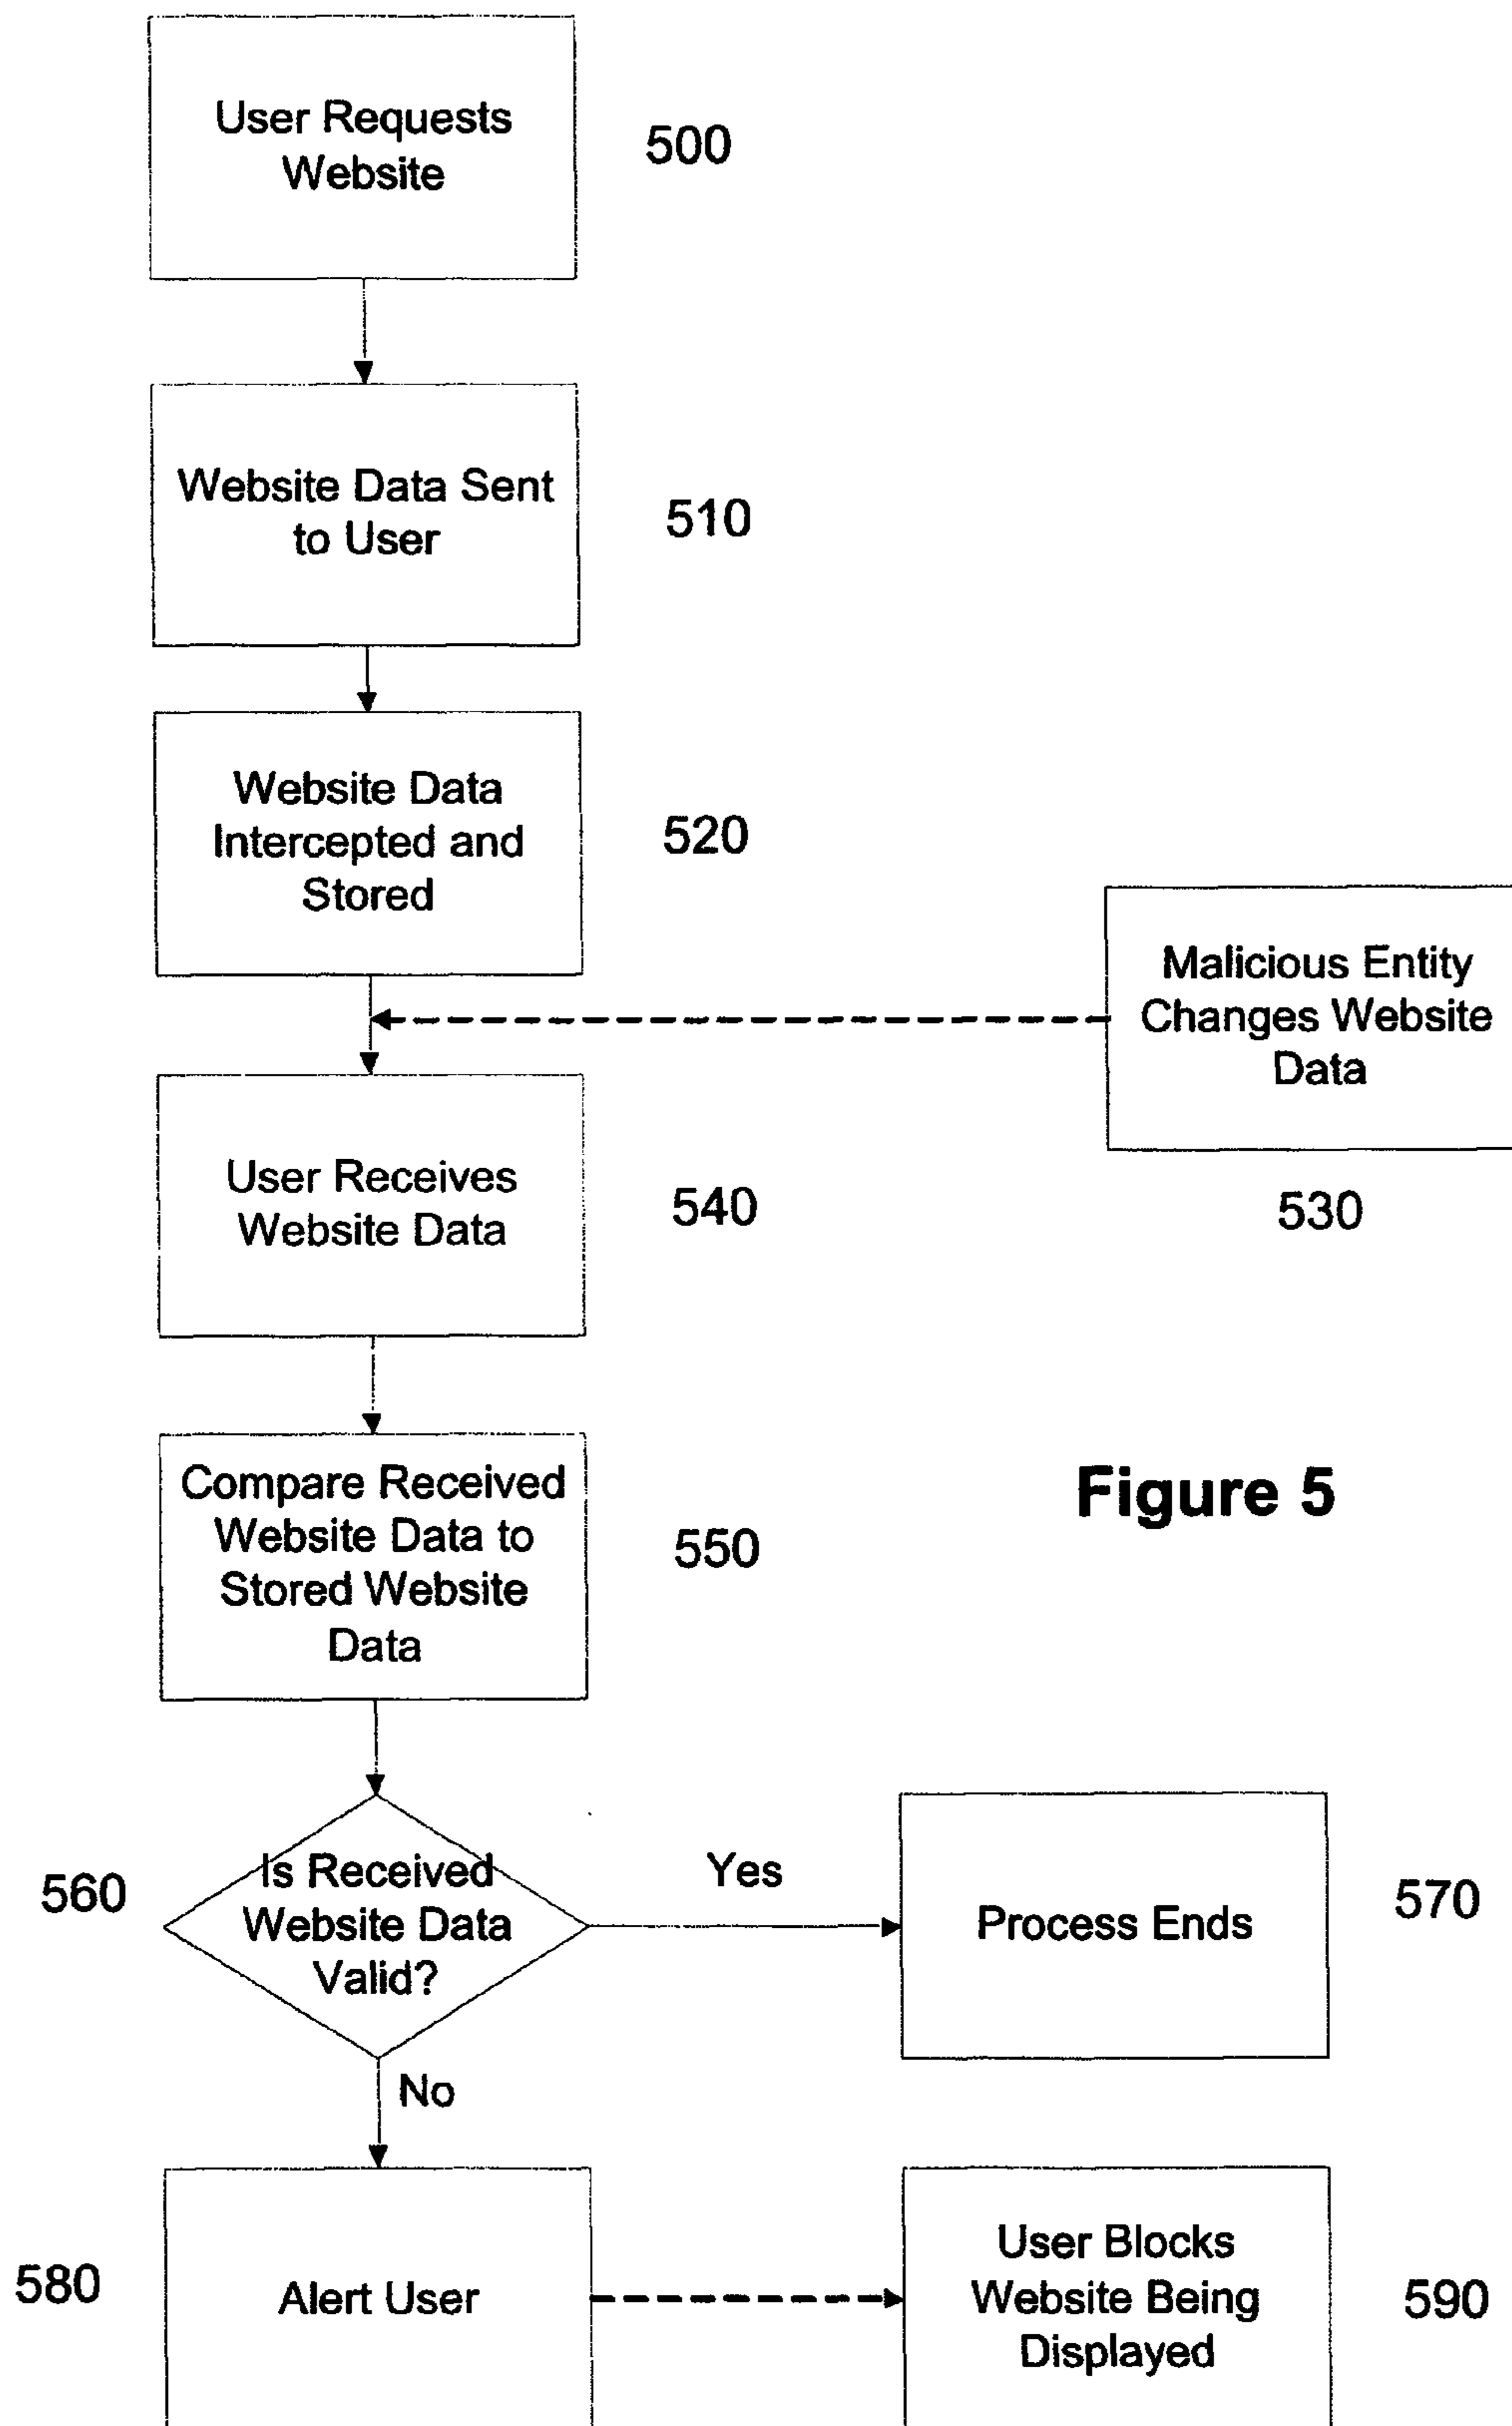 User Requests
Website
500
Website Data Sent
to User
510
Website Data
Intercepted and
Stored
520
Malicious Entity
Changes Website
Data
530
User Receives
Website Data
540
Compare Received
Website Data to
Stored Website
Data
550
Figure 5
560
Is Received
Website Data
Valid?
Yes
Process Ends
570
No
580
Alert User
User Blocks
Website Being
Displayed
590